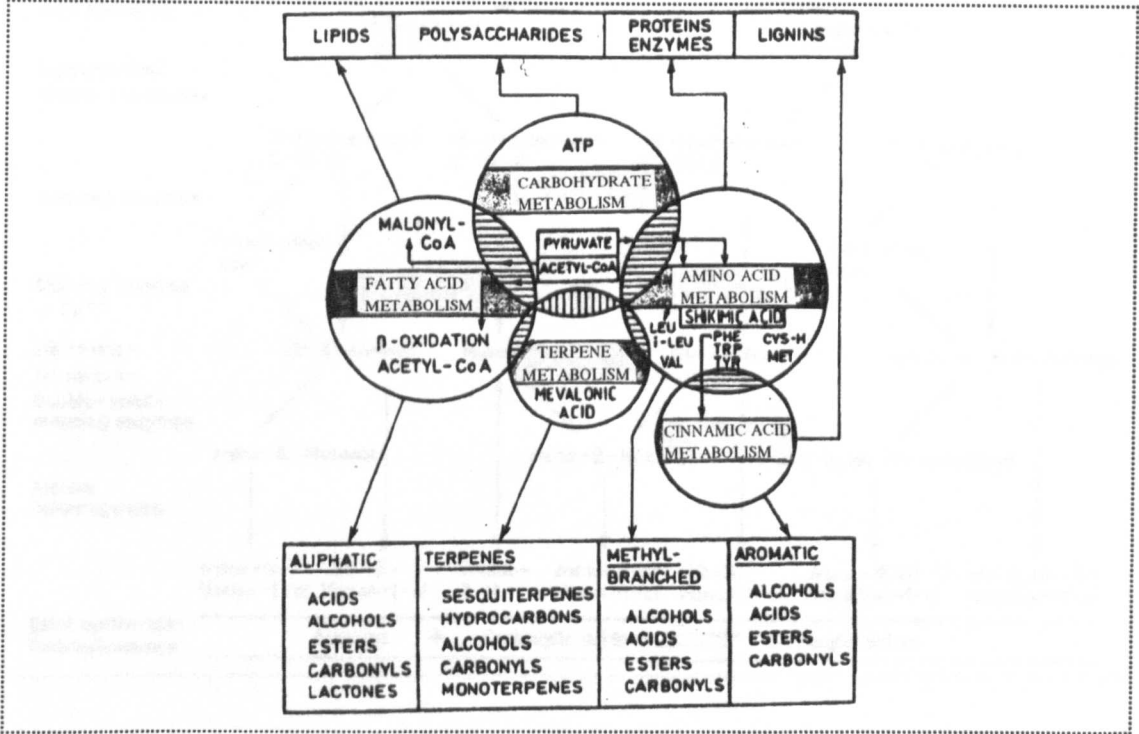 LIPIDS
POLYSACCHARIDES
PROTEINS
ENZYMES
LIGNINS
ATP
CARBOHYDRATE
METABOLISM
MALONYL-
CoA
PYRUVATE
ACETYL-CoA
FATTY ACID
METABOLISM
AMINO ACID
METABOLISM
SHIKIMIC ACID
n-OXIDATION
ACETYL-CoA
LEU
i-LEU
VAL
PHE
TRP
TYR
CYS-H
MET
TERPENE
METABOLISM
MEVALONIC
ACID
CINNAMIC ACID
METABOLISM
ALIPHATIC
ACIDS
ALCOHOLS
ESTERS
CARBONYLS
LACTONES
TERPENES
SESQUITERPENES
HYDROCARBONS
ALCOHOLS
CARBONYLS
MONOTERPENES
METHYL-
BRANCHED
ALCOHOLS
ACIDS
ESTERS
CARBONYLS
AROMATIC
ALCOHOLS
ACIDS
ESTERS
CARBONYLS